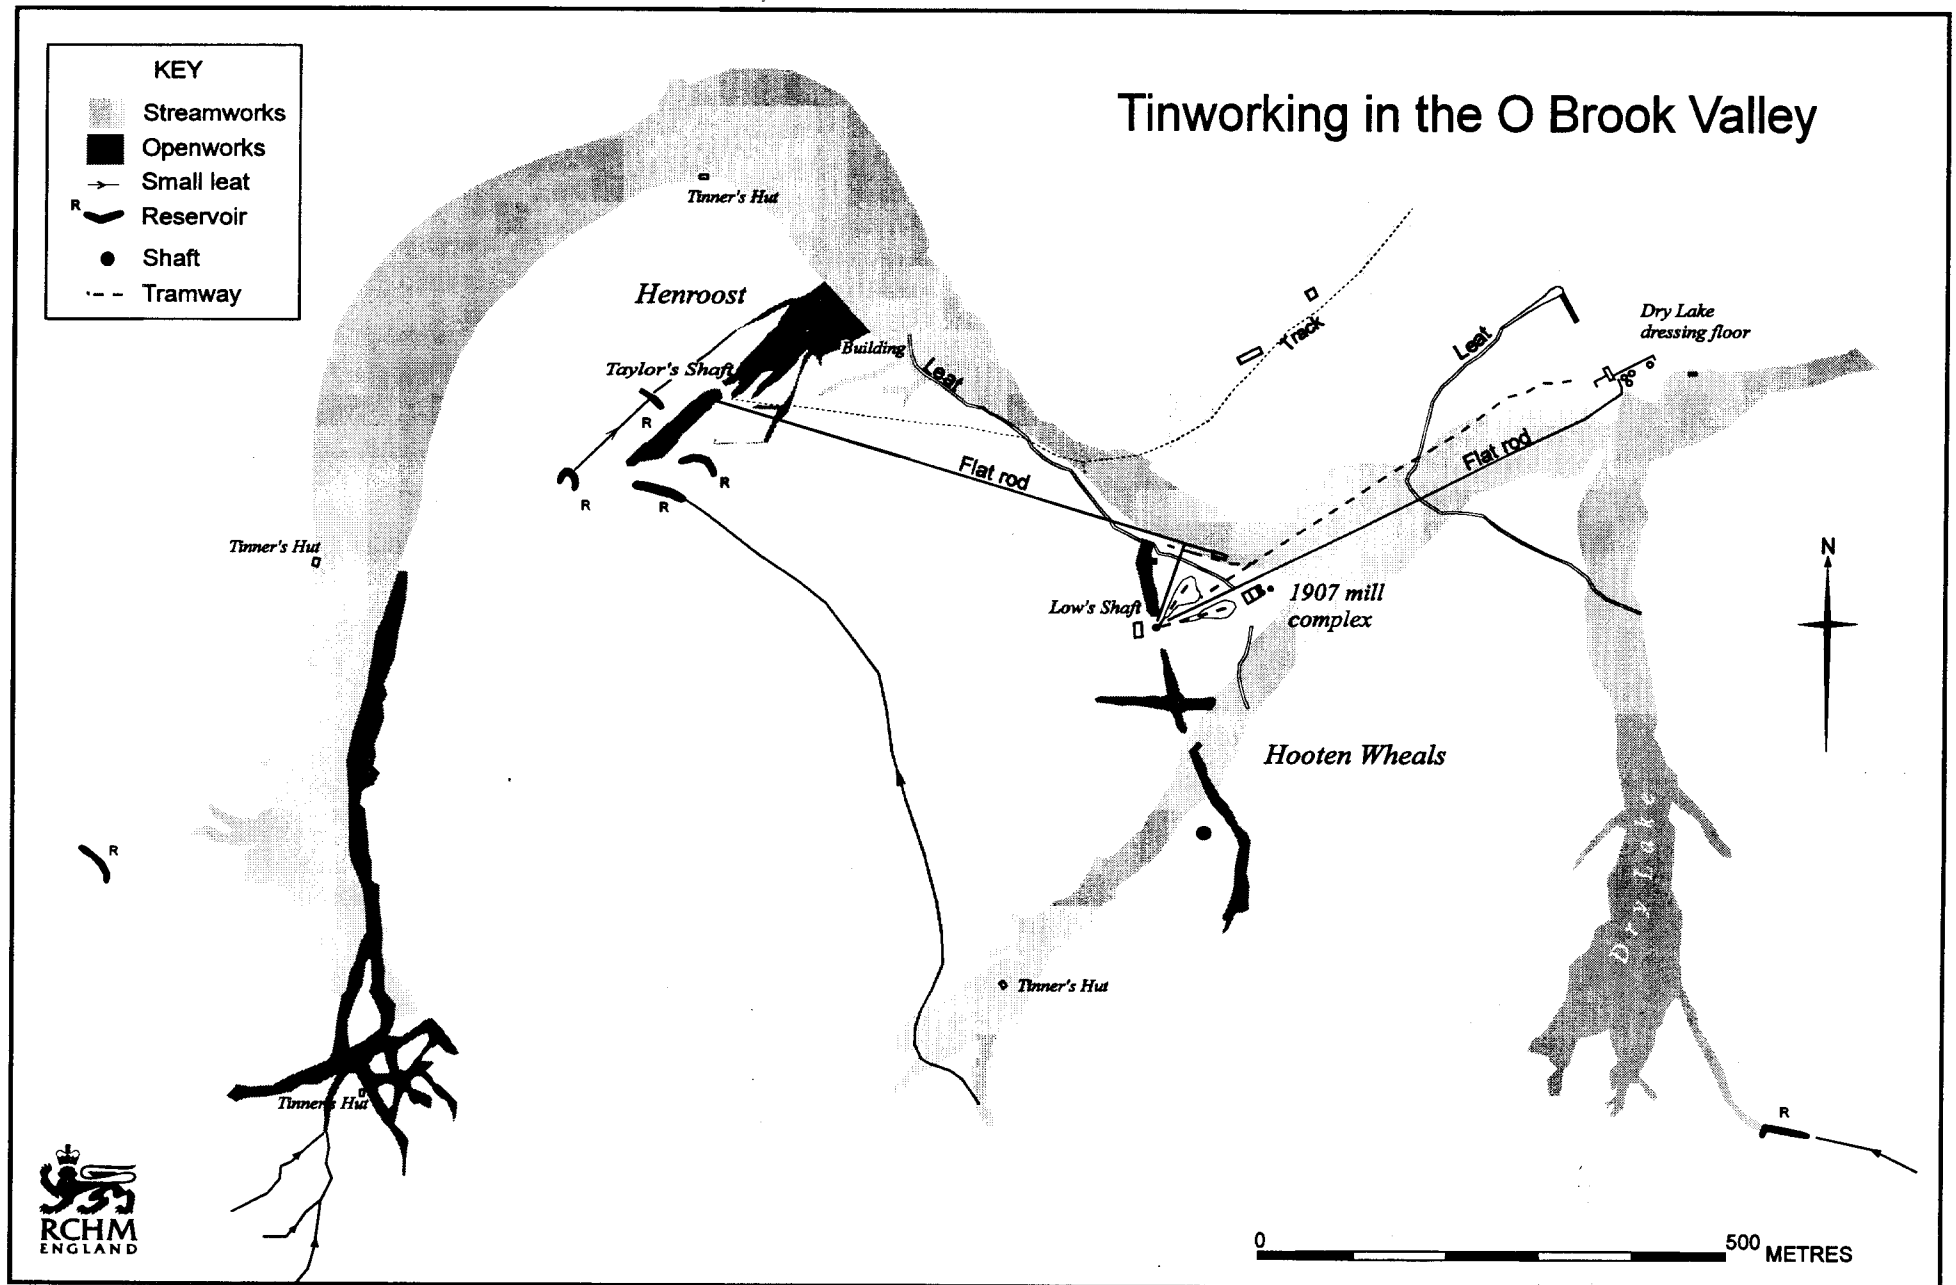 KEY
Streamworks
Openworks
Small leat
R
Reservoir
Shaft
Tramway
Tinworking in the O Brook Valley
Tinner's Hut
Henroost
Building
Taylor's Shaft
R
R
R
R
Leat
Track
Leat
Dry Lake
dressing floor
Flat rod
Flat rod
Tinner's Hut
Low's Shaft
1907 mill
complex
N
Hooten Wheals
R
Dry Lake
Tinner's Hut
Tinner's Hut
R
RCHM
ENGLAND
0
500 METRES